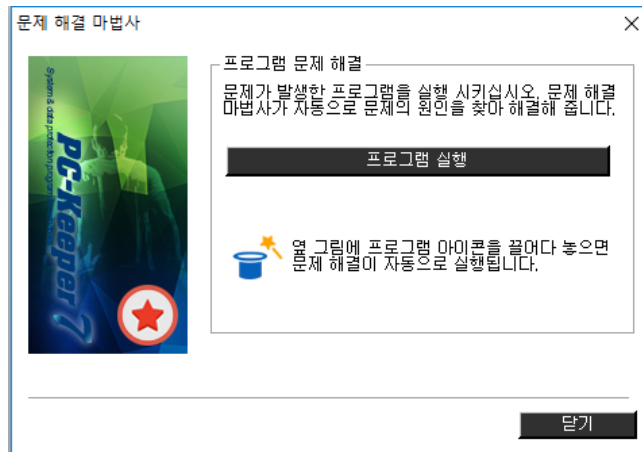 문제 해결 마법사
프로그램 문제 해결
문제가 발생한 프로그램을 실행 시키십시오. 문제 해결
마법사가 자동으로 문제의 원인을 찾아 해결해 줍니다.
프로그램 실행
옆 그림에 프로그램 아이콘을 끌어다 놓으면
문제 해결이 자동으로 실행됩니다.
System & data protection program
PC-Keeper 7
닫기